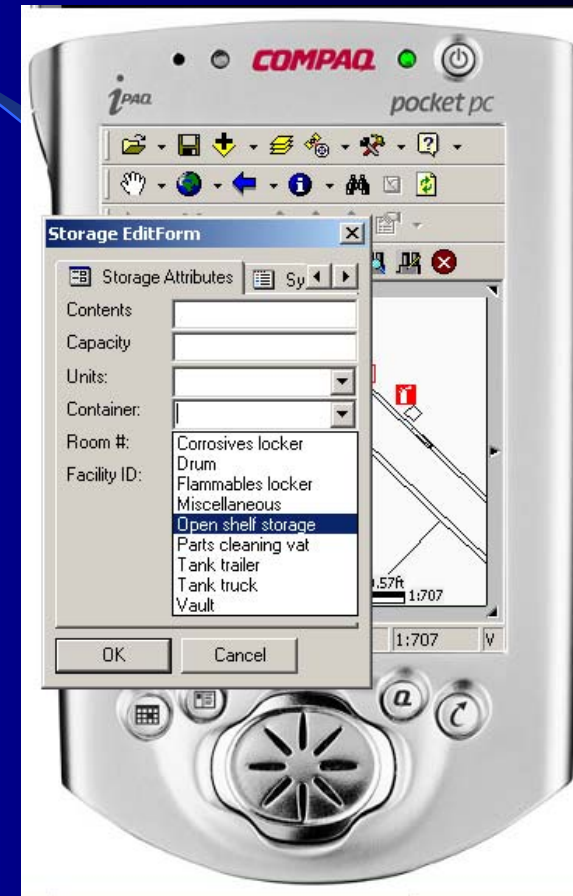 COMPAQ
iPAQ
pocket pc
Storage EditForm
Storage Attributes
Sy
Contents
Capacity
Units:
Container:
Room #:
Facility ID:
Corrosives locker
Drum
Flammables locker
Miscellaneous
Open shelf storage
Parts cleaning vat
Tank trailer
Tank truck
Vault
.57ft
1:707
1:707
V
OK
Cancel